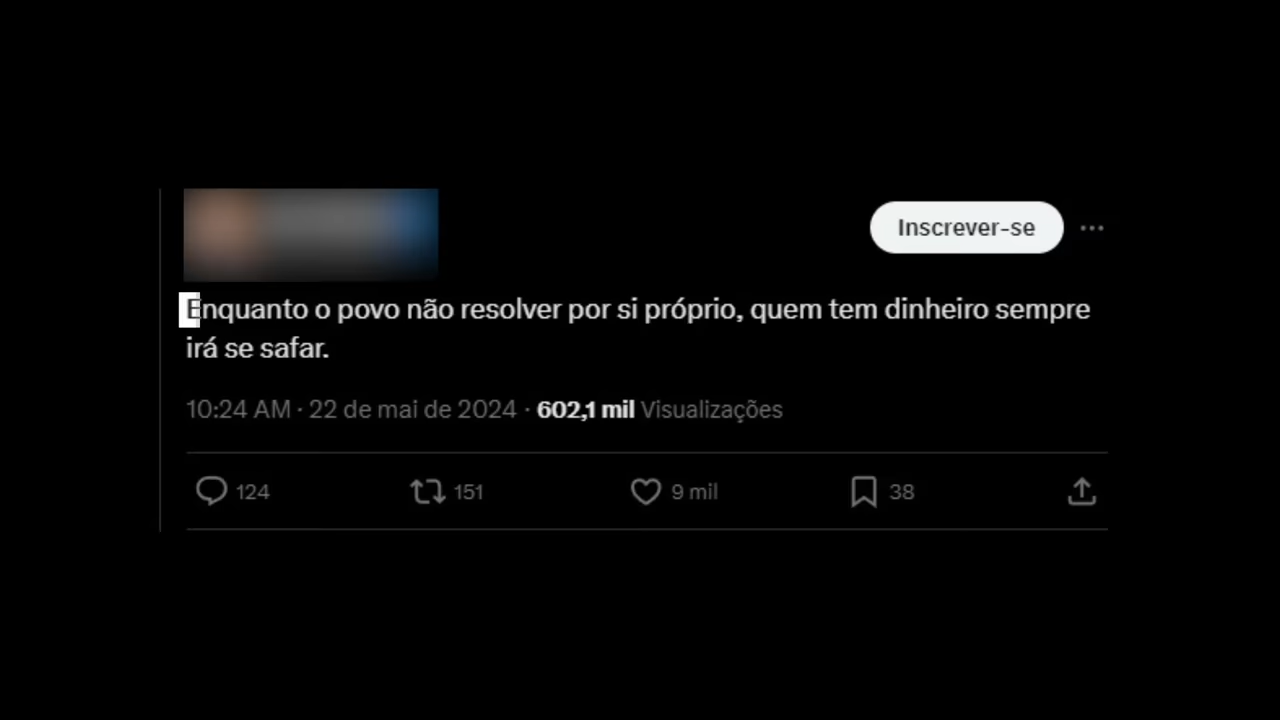 Inscrever-se
Enquanto o povo não resolver por si próprio, quem tem dinheiro sempre
irá se safar.
10:24 AM · 22 de mai de 2024 · 602,1 mil Visualizações
124 151 9 mil 38